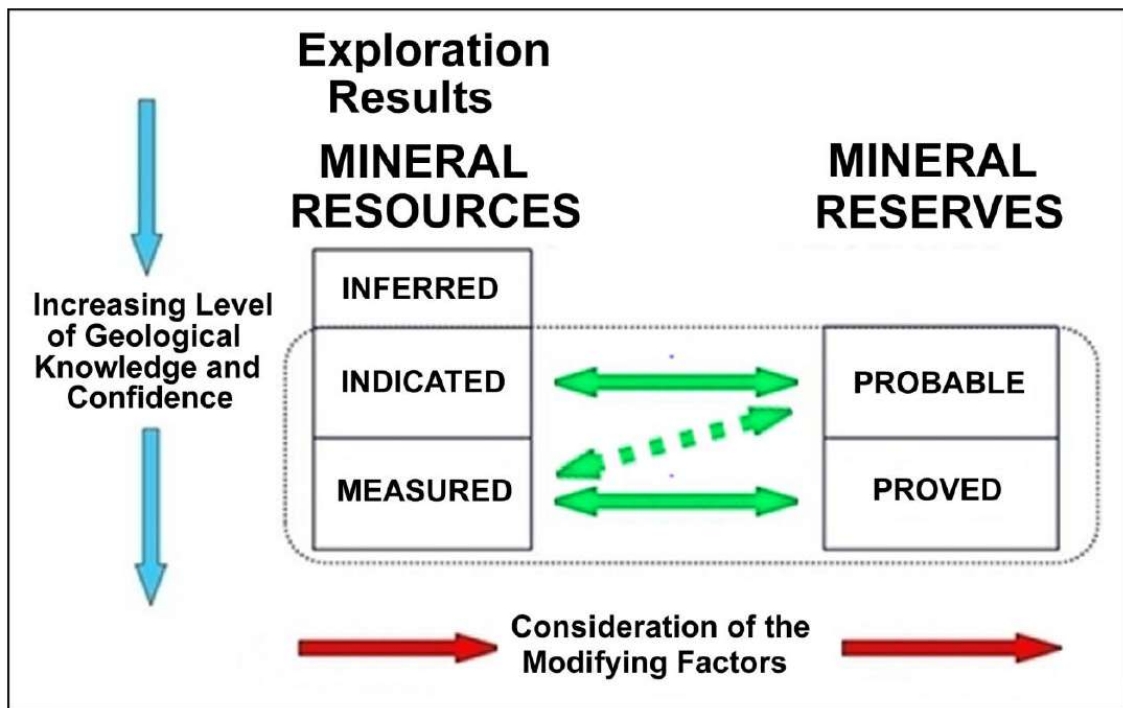 Exploration
Results
MINERAL
RESOURCES
MINERAL
RESERVES
Increasing Level
of Geological
Knowledge and
Confidence
INFERRED
INDICATED
MEASURED
PROBABLE
PROVED
Consideration of the
Modifying Factors